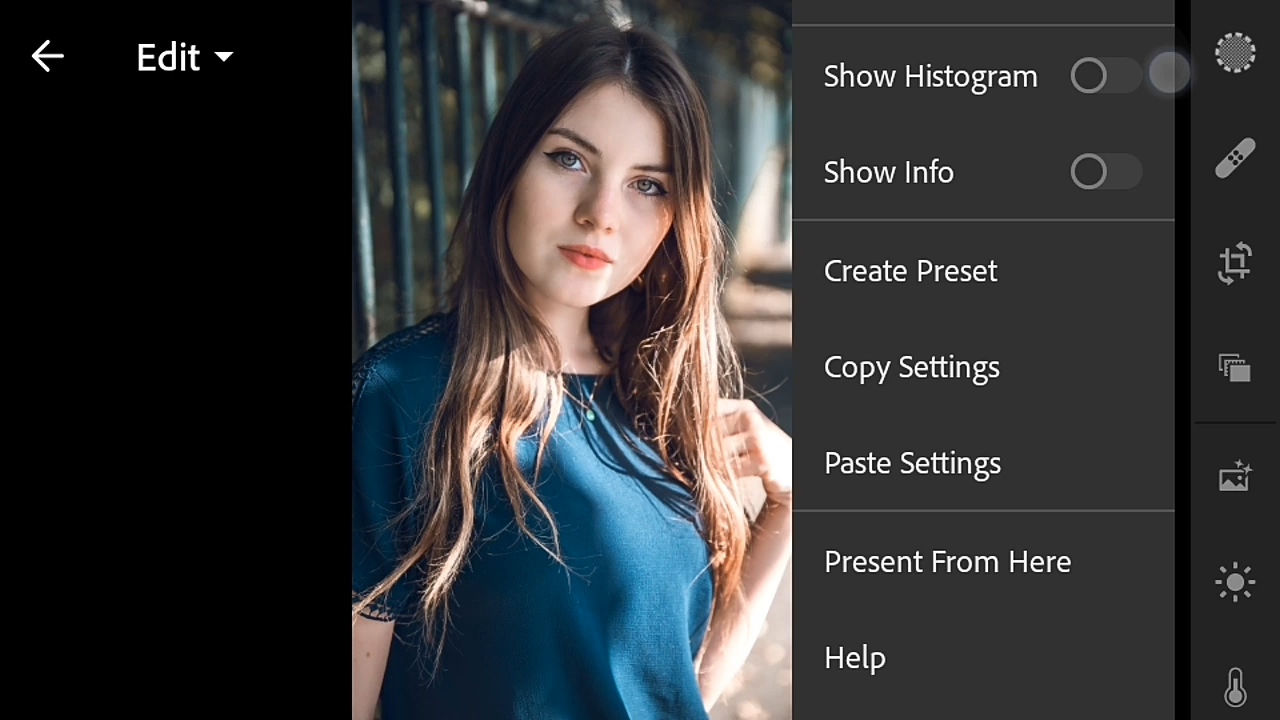 Edit
Show Histogram
Show Info
Create Preset
Copy Settings
Paste Settings
Present From Here
Help